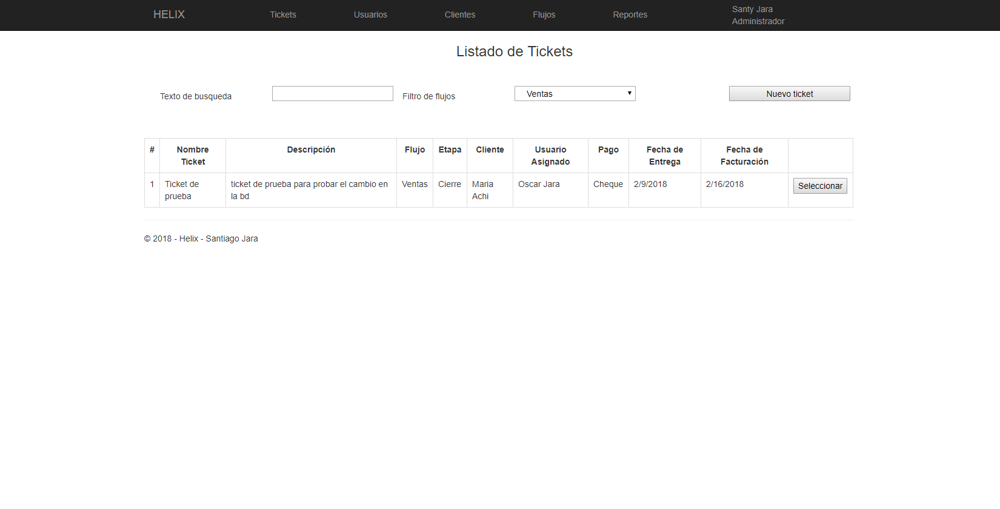 HELIX Tickets Usuarios Clientes Flujos Reportes Santy Jara
Administrador
Listado de Tickets
Texto de busqueda Filtro de flujos Ventas Nuevo ticket
# Nombre Ticket Descripción Flujo Etapa Cliente Usuario Asignado Pago Fecha de Entrega Fecha de Facturación
1 Ticket de prueba ticket de prueba para probar el cambio en la bd Ventas Cierre Maria Achi Oscar Jara Cheque 2/9/2018 2/16/2018 Seleccionar
© 2018 - Helix - Santiago Jara